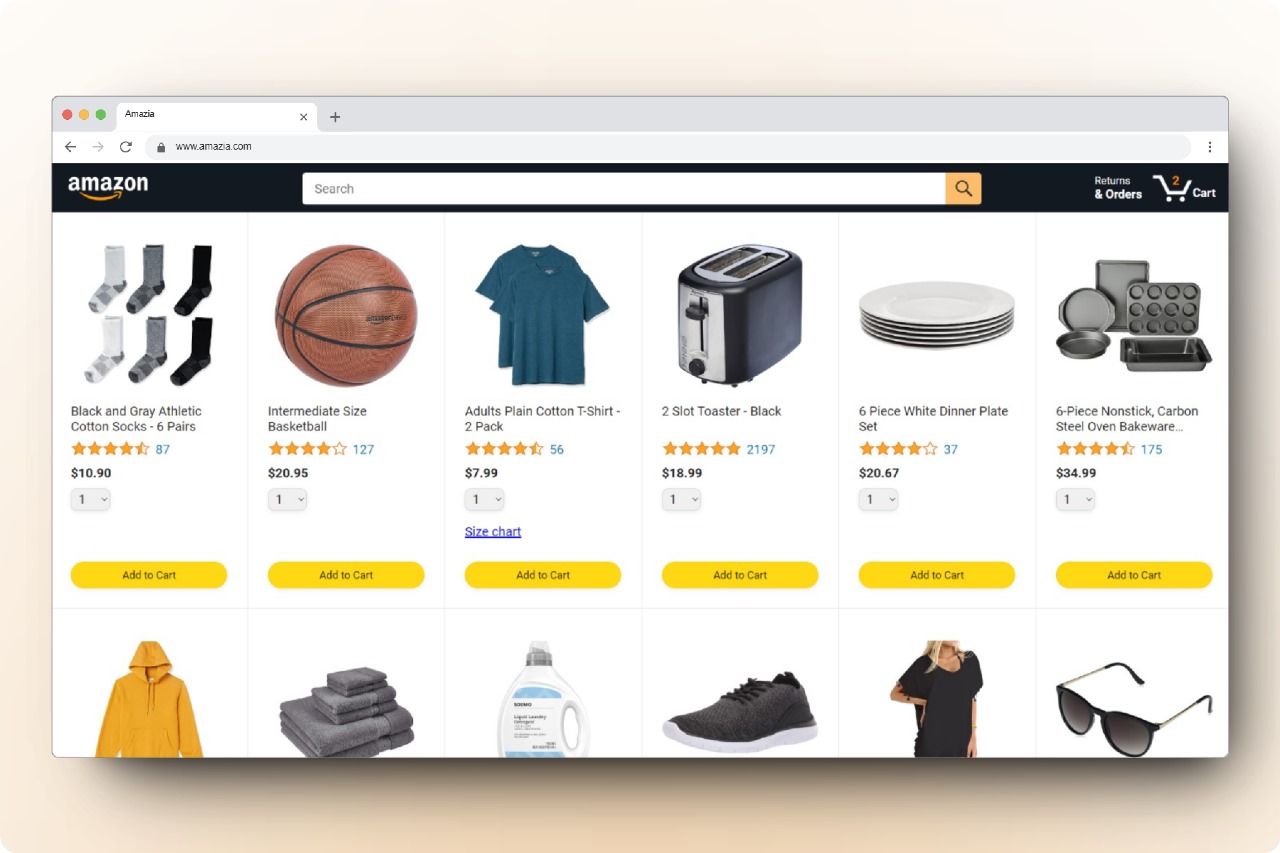 Amazia
www.amazia.com
amazon
Search
Returns
& Orders
2
Cart
Black and Gray Athletic
Cotton Socks - 6 Pairs
87
$10.90
1
Add to Cart
Intermediate Size
Basketball
127
$20.95
1
Add to Cart
Adults Plain Cotton T-Shirt -
2 Pack
56
$7.99
1
Size chart
Add to Cart
2 Slot Toaster - Black
2197
$18.99
1
Add to Cart
6 Piece White Dinner Plate
Set
37
$20.67
1
Add to Cart
6-Piece Nonstick, Carbon
Steel Oven Bakeware...
175
$34.99
1
Add to Cart
Liquid Laundry
Detergent